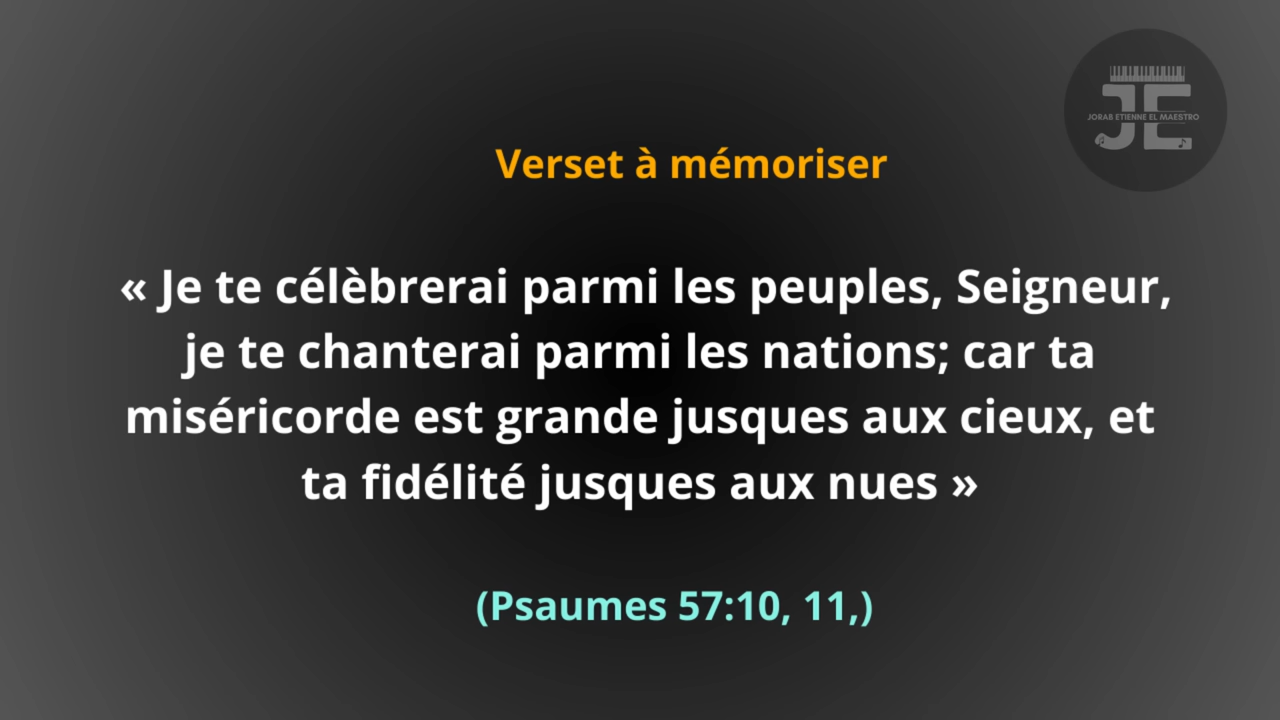 JE
JORAB ETIENNE EL MAESTRO
Verset à mémoriser
« Je te célèbrerai parmi les peuples, Seigneur,
je te chanterai parmi les nations; car ta
miséricorde est grande jusques aux cieux, et
ta fidélité jusques aux nues »
(Psaumes 57:10, 11,)